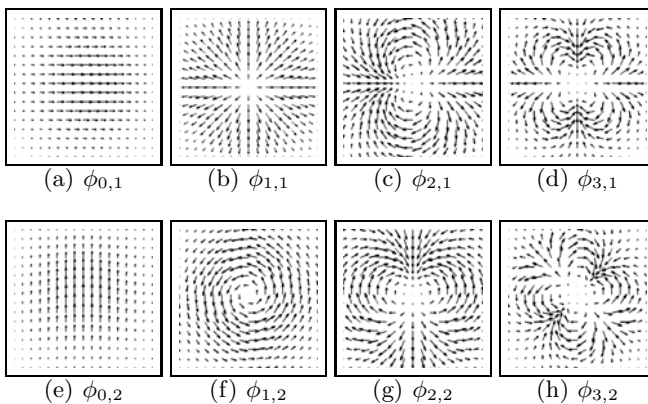 (a) ϕ0,1
(b) ϕ1,1
(c) ϕ2,1
(d) ϕ3,1
(e) ϕ0,2
(f) ϕ1,2
(g) ϕ2,2
(h) ϕ3,2